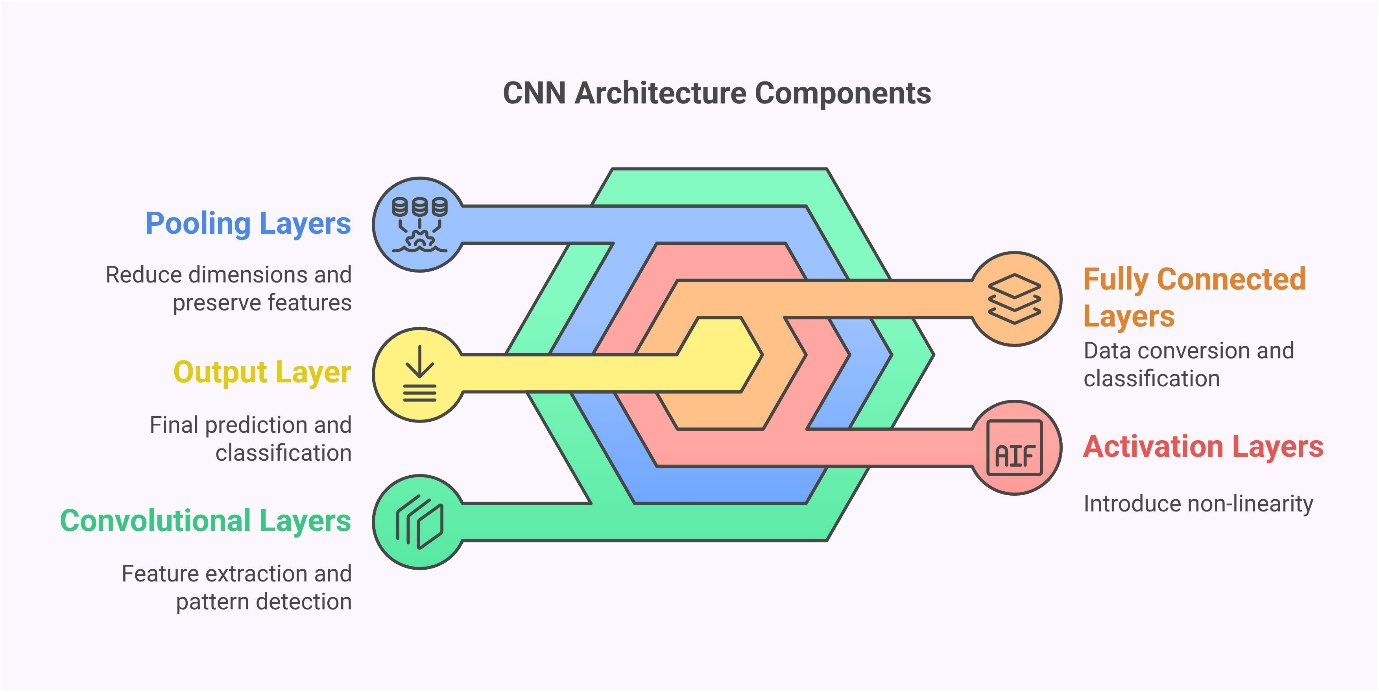 CNN Architecture Components
Pooling Layers
Reduce dimensions and
preserve features
Output Layer
Final prediction and
classification
Convolutional Layers
Feature extraction and
pattern detection
Fully Connected
Layers
Data conversion and
classification
AIF
Activation Layers
Introduce non-linearity